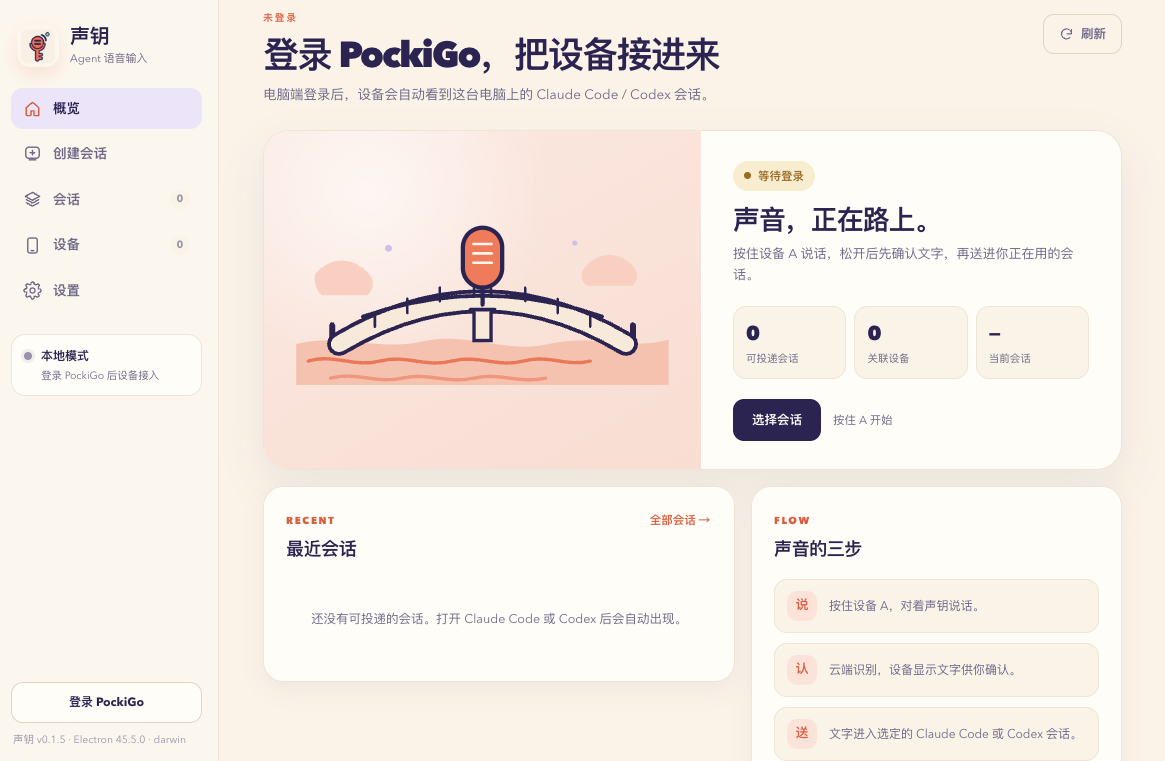 声钥
Agent 语音输入
概览
创建会话
会话 0
设备 0
设置
本地模式
登录 PockiGo 后设备接入
登录 PockiGo
声钥 v0.1.5 · Electron 45.5.0 · darwin
未登录
登录 PockiGo，把设备接进来
电脑端登录后，设备会自动看到这台电脑上的 Claude Code / Codex 会话。
刷新
等待登录
声音，正在路上。
按住设备 A 说话，松开后先确认文字，再送进你正在用的会
话。
0
可投递会话
0
关联设备
–
当前会话
选择会话
按住 A 开始
RECENT
全部会话 →
最近会话
还没有可投递的会话。打开 Claude Code 或 Codex 后会自动出现。
FLOW
声音的三步
说 按住设备 A，对着声钥说话。
认 云端识别，设备显示文字供你确认。
送 文字进入选定的 Claude Code 或 Codex 会话。